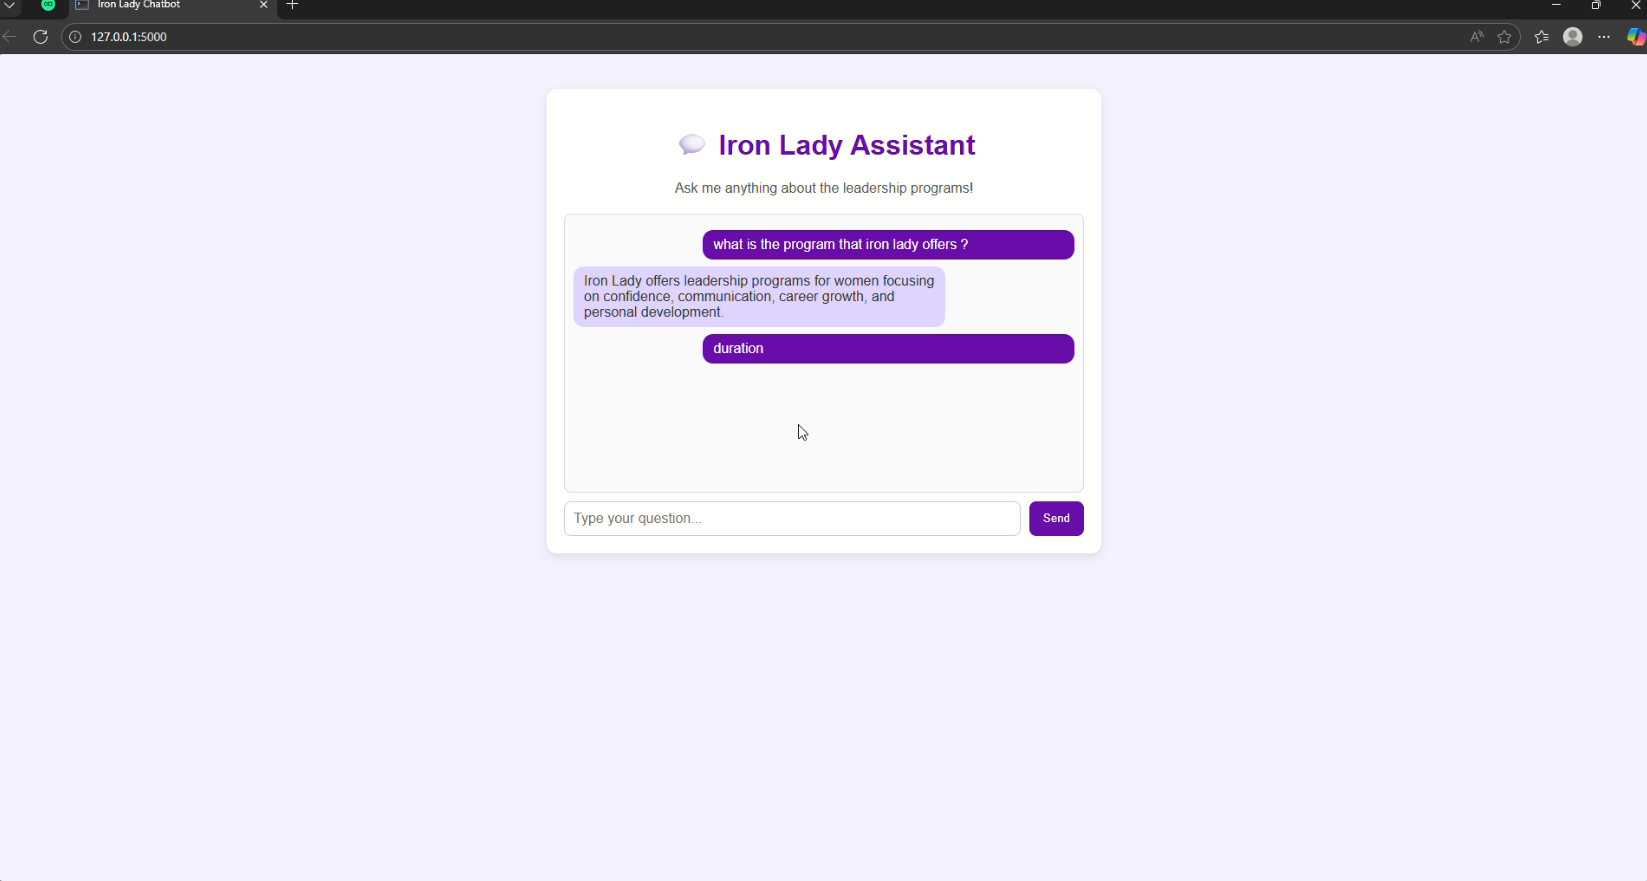 Iron Lady Chatbot
127.0.0.1:5000
Iron Lady Assistant
Ask me anything about the leadership programs!
what is the program that iron lady offers ?
Iron Lady offers leadership programs for women focusing
on confidence, communication, career growth, and
personal development.
duration
Type your question...
Send